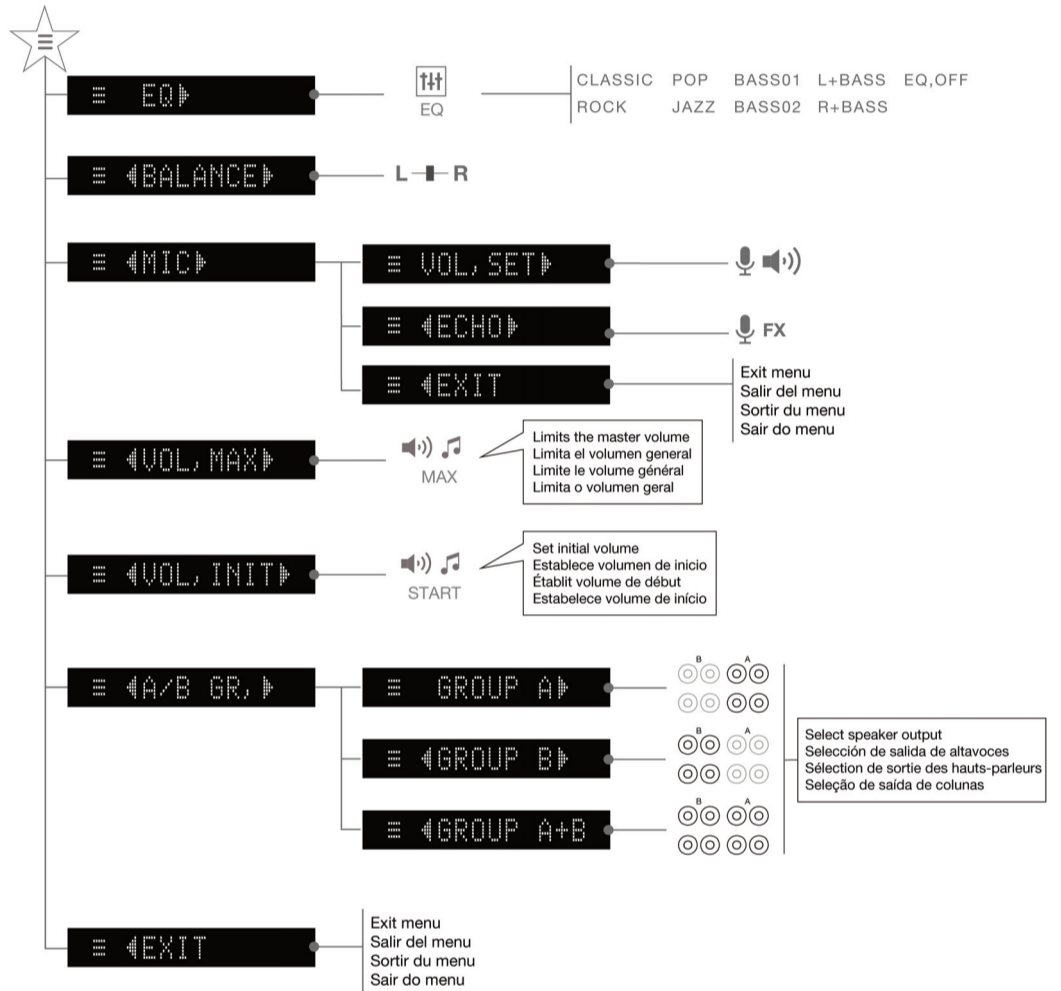 EQ
EQ
CLASSIC POP BASS01 L+BASS EQ,OFF
ROCK JAZZ BASS02 R+BASS
BALANCE
L R
MIC
VOL,SET
ECHO
FX
EXIT
Exit menu
Salir del menu
Sortir du menu
Sair do menu
VOL,MAX
MAX
Limits the master volume
Limita el volumen general
Limite le volume général
Limita o volumen geral
VOL,INIT
START
Set initial volume
Establece volumen de inicio
Établit volume de début
Estabelece volume de início
A/B GR,
GROUP A
B A
GROUP B
B A
GROUP A+B
B A
Select speaker output
Selección de salida de altavoces
Sélection de sortie des hauts-parleurs
Seleção de saída de colunas
EXIT
Exit menu
Salir del menu
Sortir du menu
Sair do menu